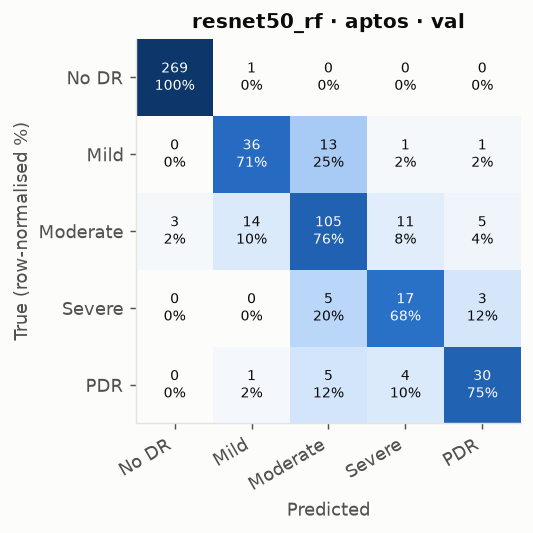 resnet50_rf · aptos · val
True (row-normalised %)
No DR
269 1 0 0 0
100% 0% 0% 0% 0%
Mild
0 36 13 1 1
0% 71% 25% 2% 2%
Moderate
3 14 105 11 5
2% 10% 76% 8% 4%
Severe
0 0 5 17 3
0% 0% 20% 68% 12%
PDR
0 1 5 4 30
0% 2% 12% 10% 75%
No DR Mild Moderate Severe PDR
Predicted